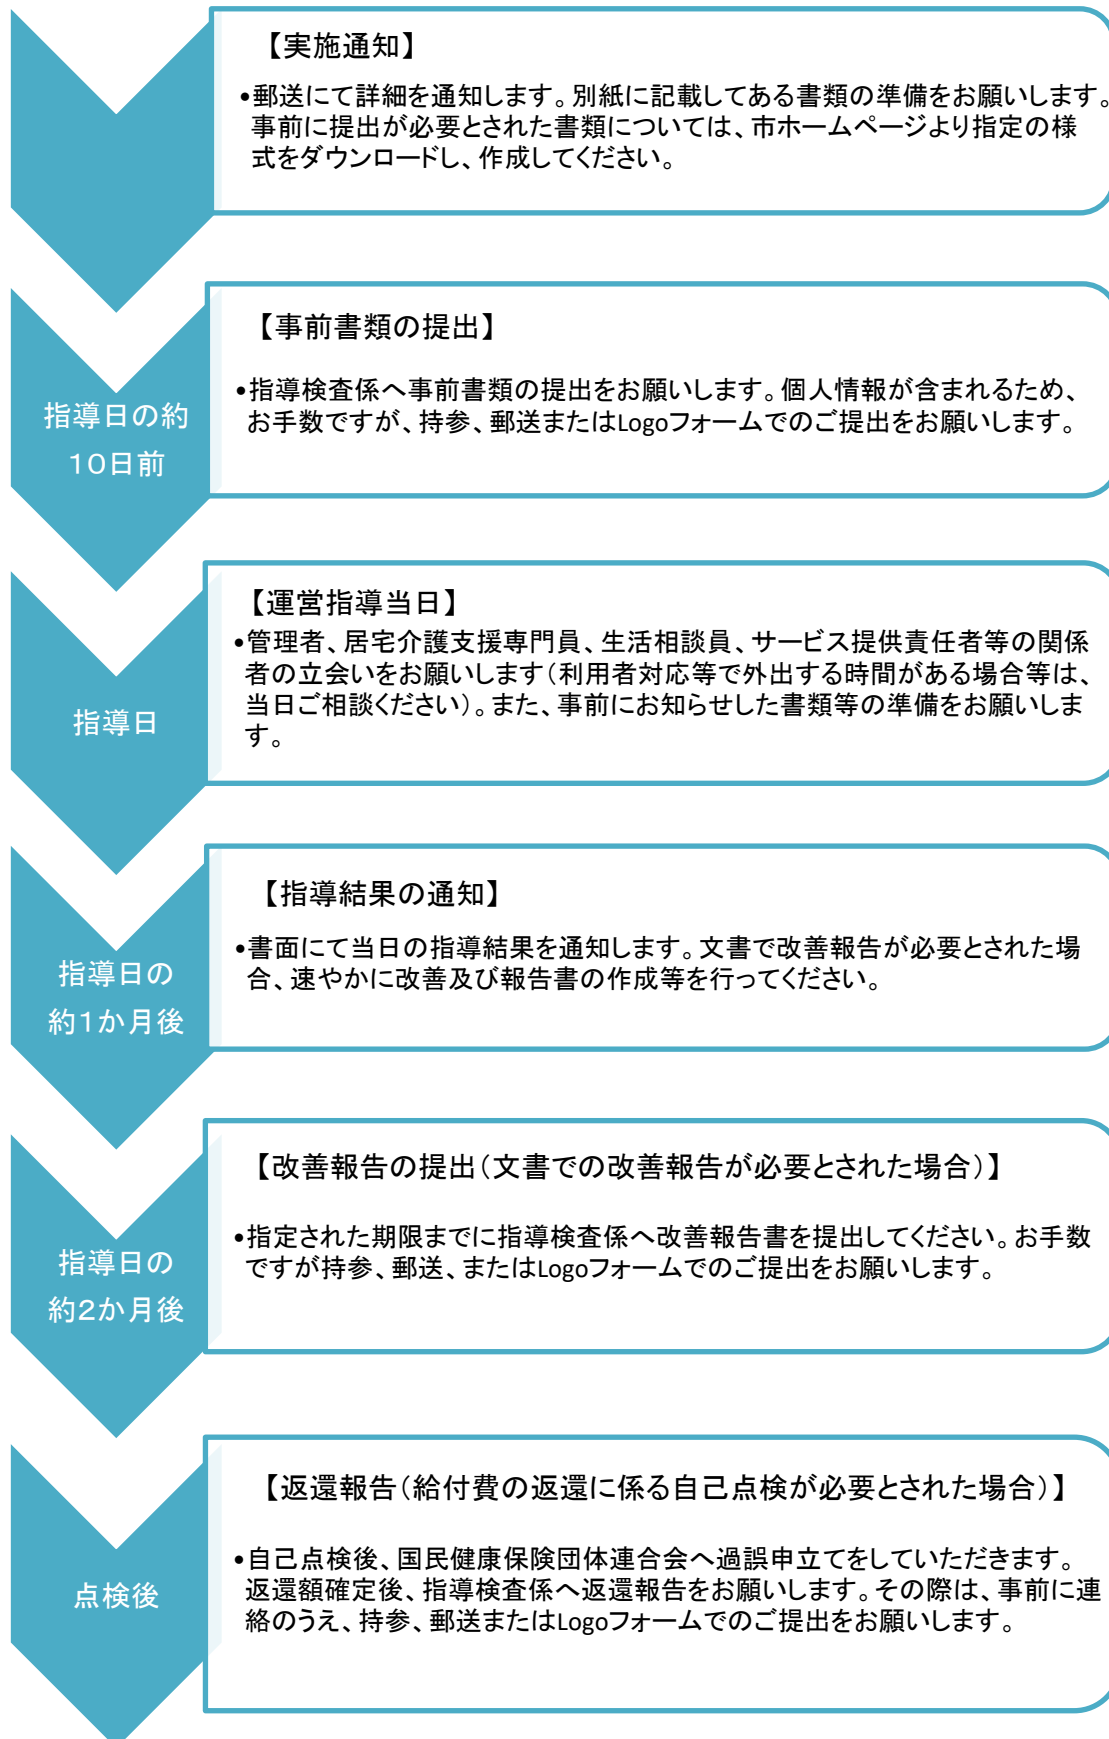 【実施通知】
•郵送にて詳細を通知します。別紙に記載してある書類の準備をお願いします。
事前に提出が必要とされた書類については、市ホームページより指定の様
式をダウンロードし、作成してください。
指導日の約
10日前
【事前書類の提出】
•指導検査係へ事前書類の提出をお願いします。個人情報が含まれるため、
お手数ですが、持参、郵送またはLogoフォームでのご提出をお願いします。
指導日
【運営指導当日】
•管理者、居宅介護支援専門員、生活相談員、サービス提供責任者等の関係
者の立会いをお願いします(利用者対応等で外出する時間がある場合等は、
当日ご相談ください)。また、事前にお知らせした書類等の準備をお願いしま
す。
指導日の
約1か月後
【指導結果の通知】
•書面にて当日の指導結果を通知します。文書で改善報告が必要とされた場
合、速やかに改善及び報告書の作成等を行ってください。
指導日の
約2か月後
【改善報告の提出(文書での改善報告が必要とされた場合)】
•指定された期限までに指導検査係へ改善報告書を提出してください。お手数
ですが持参、郵送、またはLogoフォームでのご提出をお願いします。
点検後
【返還報告(給付費の返還に係る自己点検が必要とされた場合)】
•自己点検後、国民健康保険団体連合会へ過誤申立てをしていただきます。
返還額確定後、指導検査係へ返還報告をお願いします。その際は、事前に連
絡のうえ、持参、郵送またはLogoフォームでのご提出をお願いします。